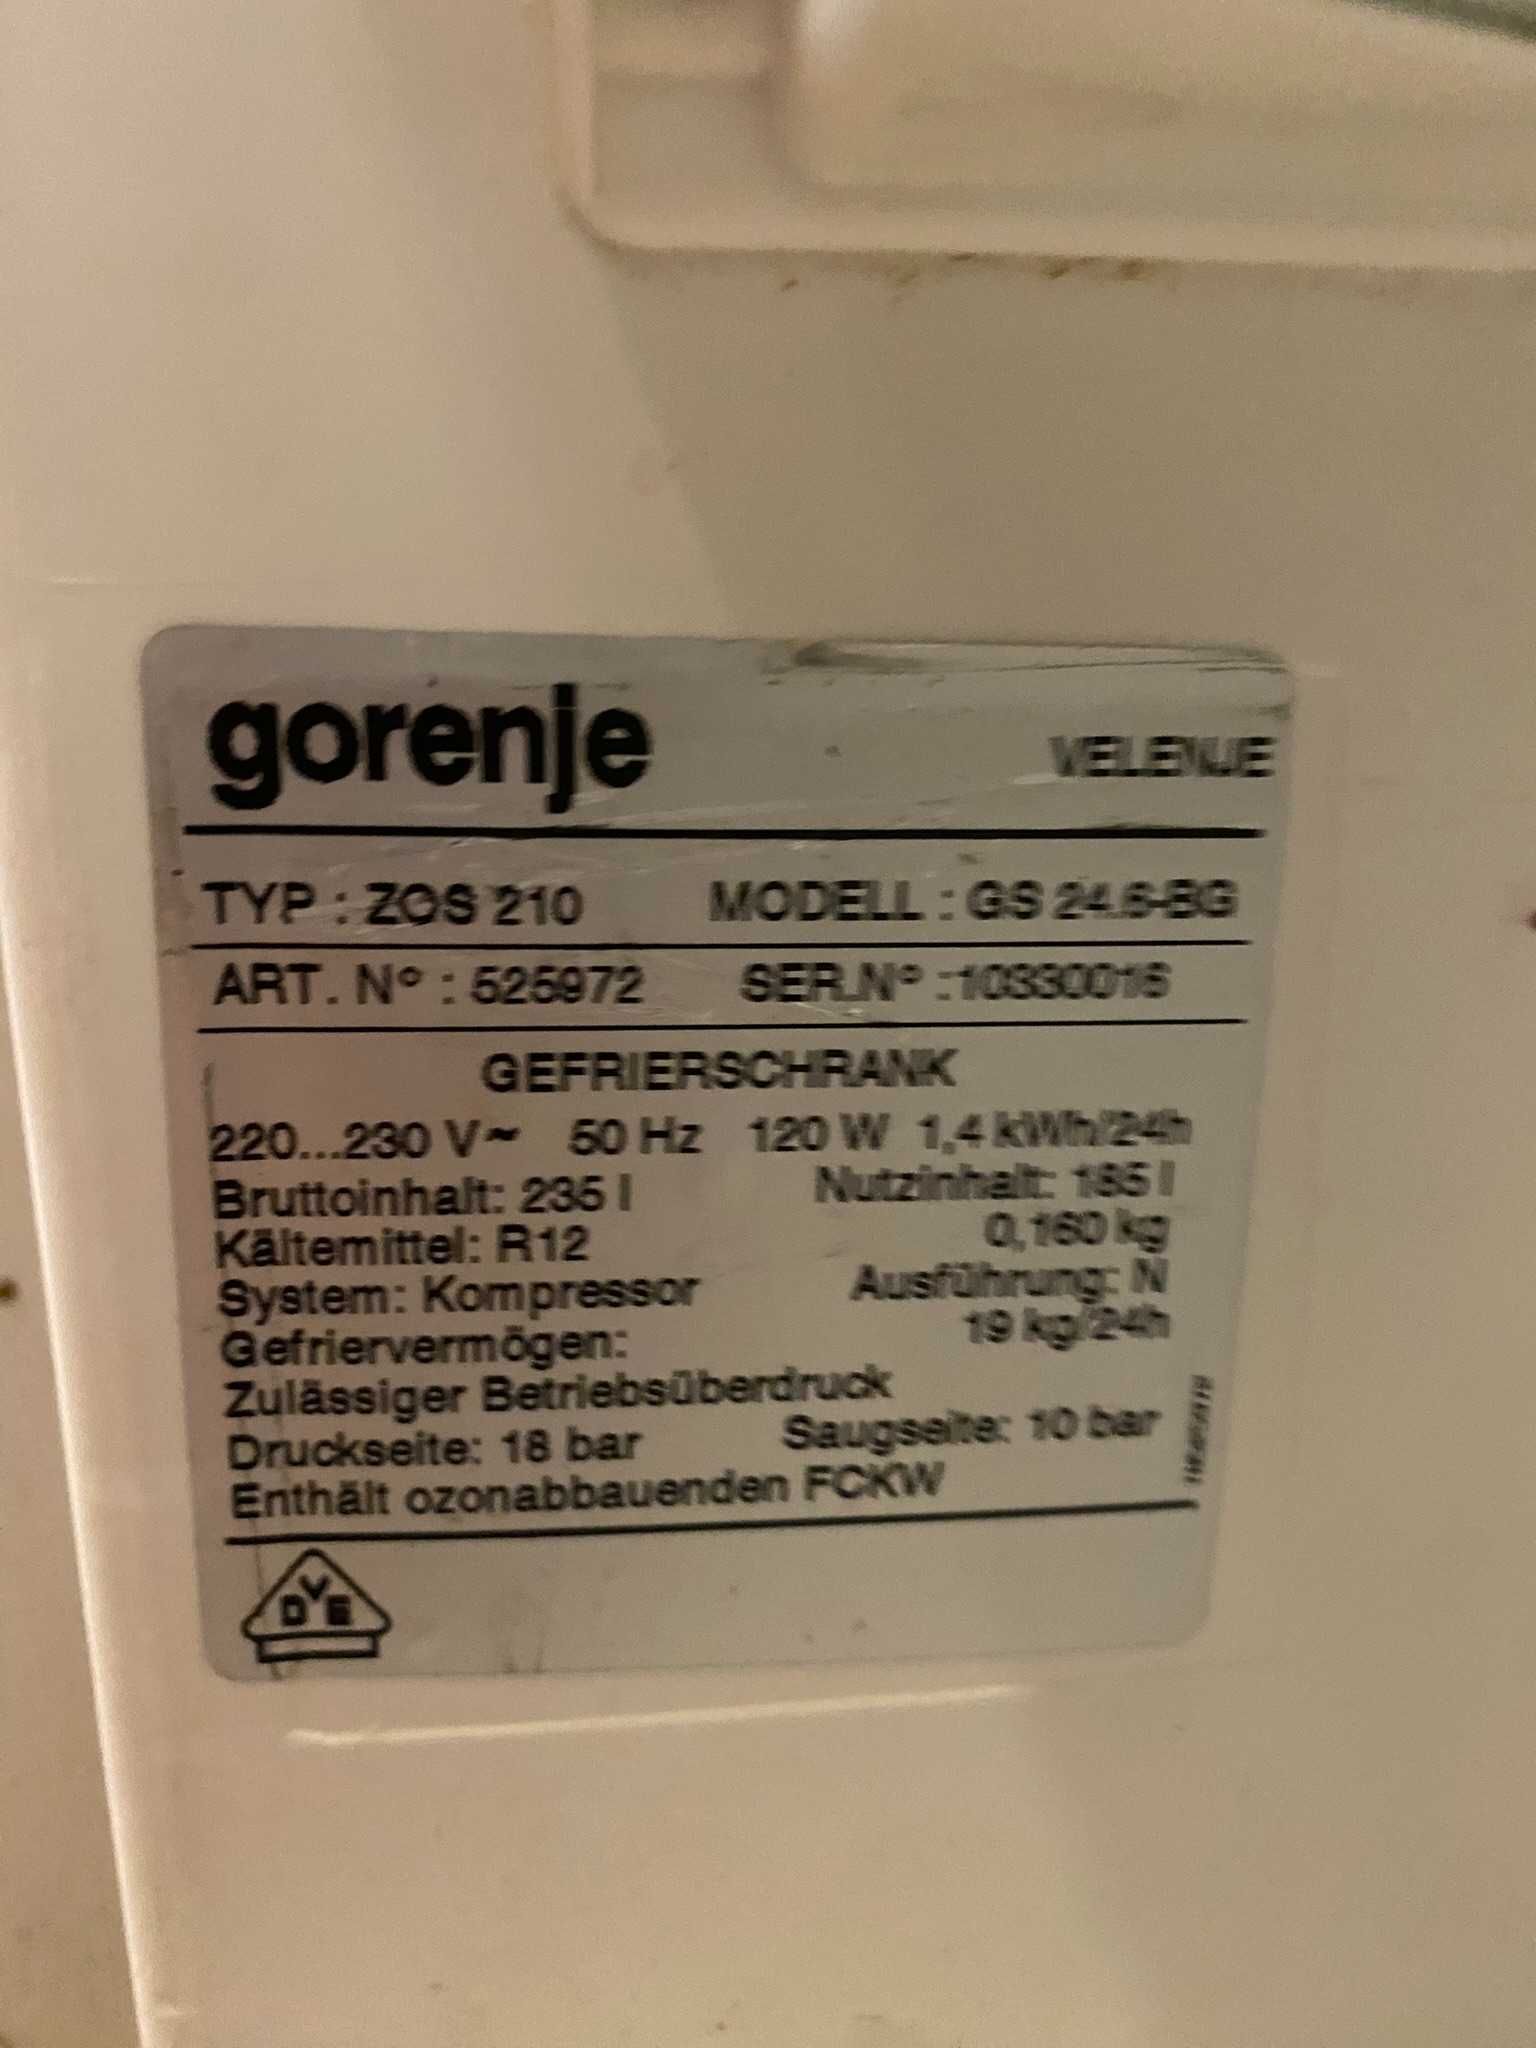 gorenje VELENJE
TYP : ZOS 210 MODELL : GS 24.6-BG
ART. Nº : 525972 SER.Nº :10330016
GEFRIERSCHRANK
220...230 V~ 50 Hz 120 W 1,4 kWh/24h
Bruttoinhalt: 235 l Nutzinhalt: 185 l
Kältemittel: R12 0,160 kg
System: Kompressor Ausführung: N
Gefriervermögen: 19 kg/24h
Zulässiger Betriebsüberdruck
Druckseite: 18 bar Saugseite: 10 bar
Enthält ozonabbauenden FCKW
DVE